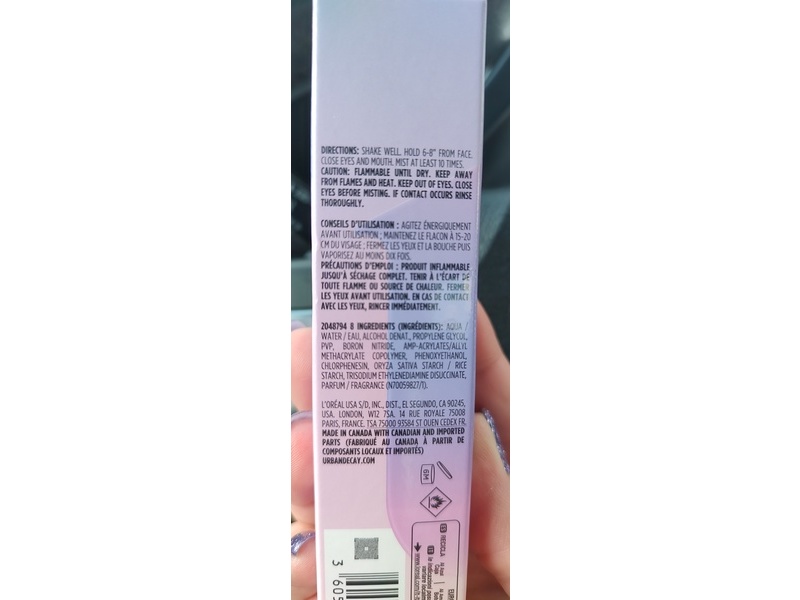 DIRECTIONS: SHAKE WELL. HOLD 6-8" FROM FACE.
CLOSE EYES AND MOUTH. MIST AT LEAST 10 TIMES.
CAUTION: FLAMMABLE UNTIL DRY. KEEP AWAY
FROM FLAMES AND HEAT. KEEP OUT OF EYES. CLOSE
EYES BEFORE MISTING. IF CONTACT OCCURS RINSE
THOROUGHLY.
CONSEILS D'UTILISATION : AGITEZ ÉNERGIQUEMENT
AVANT UTILISATION ; MAINTENEZ LE FLACON À 15-20
CM DU VISAGE ; FERMEZ LES YEUX ET LA BOUCHE PUIS
VAPORISEZ AU MOINS DIX FOIS.
PRÉCAUTIONS D'EMPLOI : PRODUIT INFLAMMABLE
JUSQU'À SÉCHAGE COMPLET. TENIR À L'ÉCART DE
TOUTE FLAMME OU SOURCE DE CHALEUR. FERMER
LES YEUX AVANT UTILISATION. EN CAS DE CONTACT
AVEC LES YEUX, RINCER IMMÉDIATEMENT.
2048794 8 INGREDIENTS (INGRÉDIENTS): AQUA /
WATER / EAU, ALCOHOL DENAT., PROPYLENE GLYCOL,
PVP, BORON NITRIDE, AMP-ACRYLATES/ALLYL
METHACRYLATE COPOLYMER, PHENOXYETHANOL,
CHLORPHENESIN, ORYZA SATIVA STARCH / RICE
STARCH, TRISODIUM ETHYLENEDIAMINE DISUCCINATE,
PARFUM / FRAGRANCE (N70059827/1).
L'ORÉAL USA S/D, INC., DIST., EL SEGUNDO, CA 90245,
USA. LONDON, W12 7SA. 14 RUE ROYALE 75008
PARIS, FRANCE. TSA 75000 93584 ST OUEN CEDEX FR,
MADE IN CANADA WITH CANADIAN AND IMPORTED
PARTS (FABRIQUÉ AU CANADA À PARTIR DE
COMPOSANTS LOCAUX ET IMPORTÉS)
URBANDECAY.COM
6M
3 605